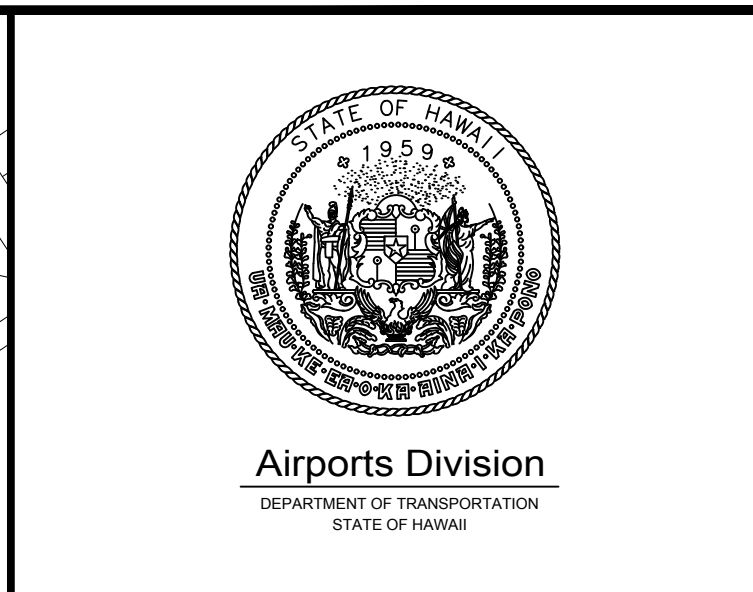 STATE OF HAWAII
1959
UA·MAU·KE·EA·O·KA·AINA·I·KA·PONO
Airports Division
DEPARTMENT OF TRANSPORTATION
STATE OF HAWAII